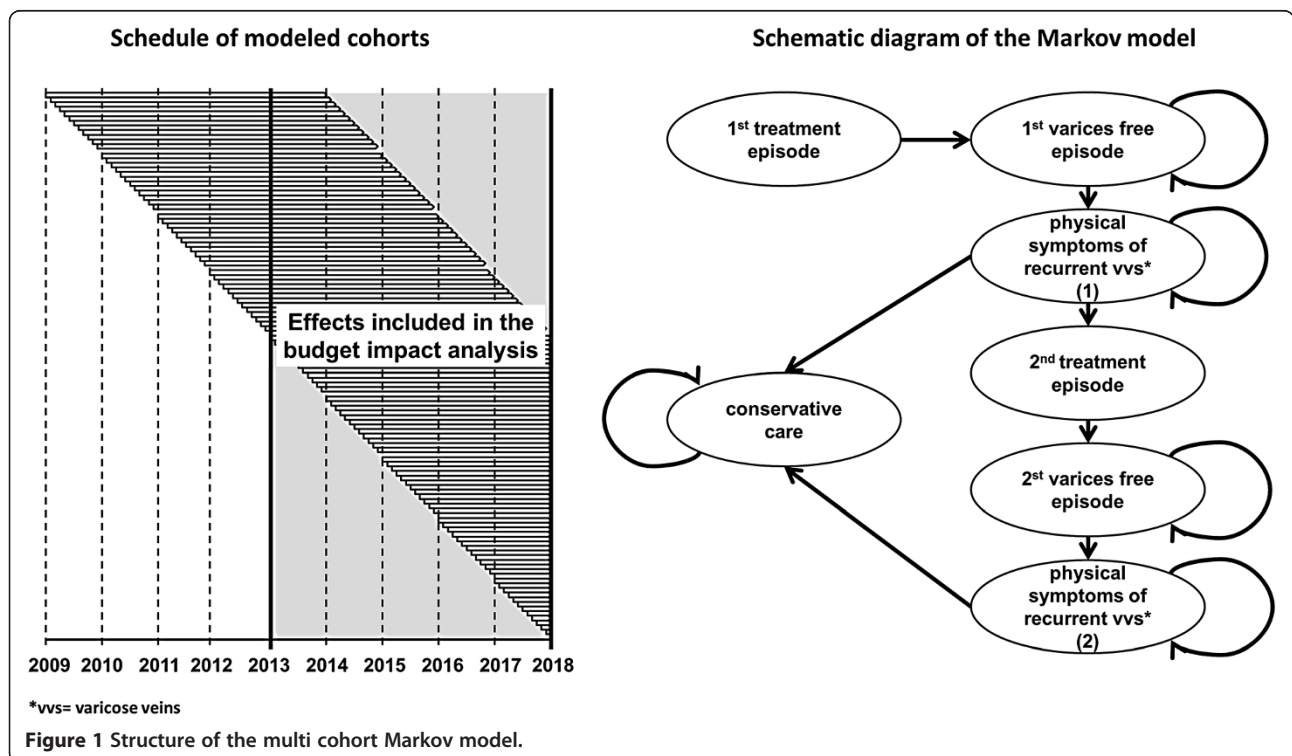 Schedule of modeled cohorts
Effects included in the
budget impact analysis
2009 2010 2011 2012 2013 2014 2015 2016 2017 2018
*vvs= varicose veins
Schematic diagram of the Markov model
1st treatment
episode
1st varices free
episode
physical
symptoms of
recurrent vvs*
(1)
2nd treatment
episode
conservative
care
2st varices free
episode
physical
symptoms of
recurrent vvs*
(2)
Figure 1 Structure of the multi cohort Markov model.